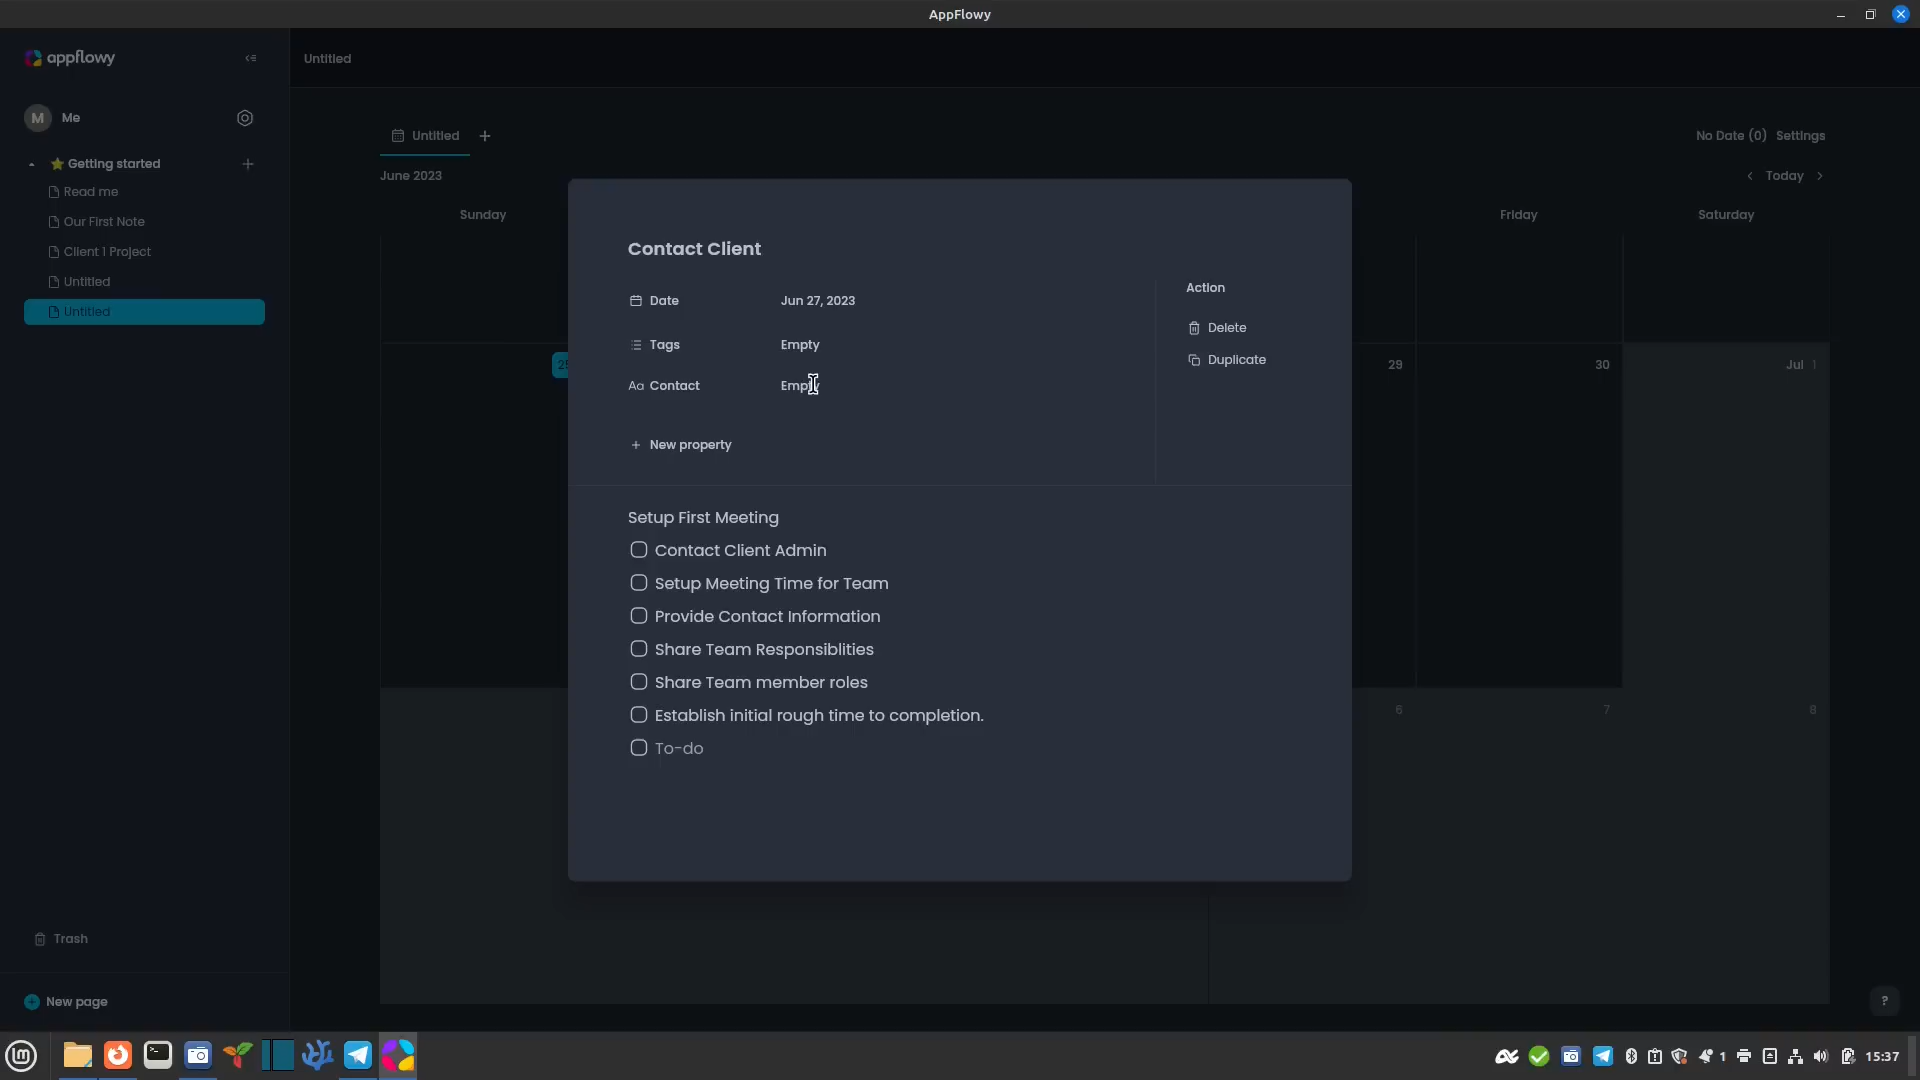 AppFlowy
appflowy
Untitled
M Me
Untitled
No Date (0) Settings
Getting started
June 2023
Today
Read me
Our First Note
Client 1 Project
Untitled
Untitled
Sunday
Friday
Saturday
29
30
Jul 1
6
7
8
Contact Client
Date Jun 27, 2023
Tags Empty
Aa Contact Empty
+ New property
Action
Delete
Duplicate
Setup First Meeting
Contact Client Admin
Setup Meeting Time for Team
Provide Contact Information
Share Team Responsiblities
Share Team member roles
Establish initial rough time to completion.
To-do
Trash
New page
?
1
15:37